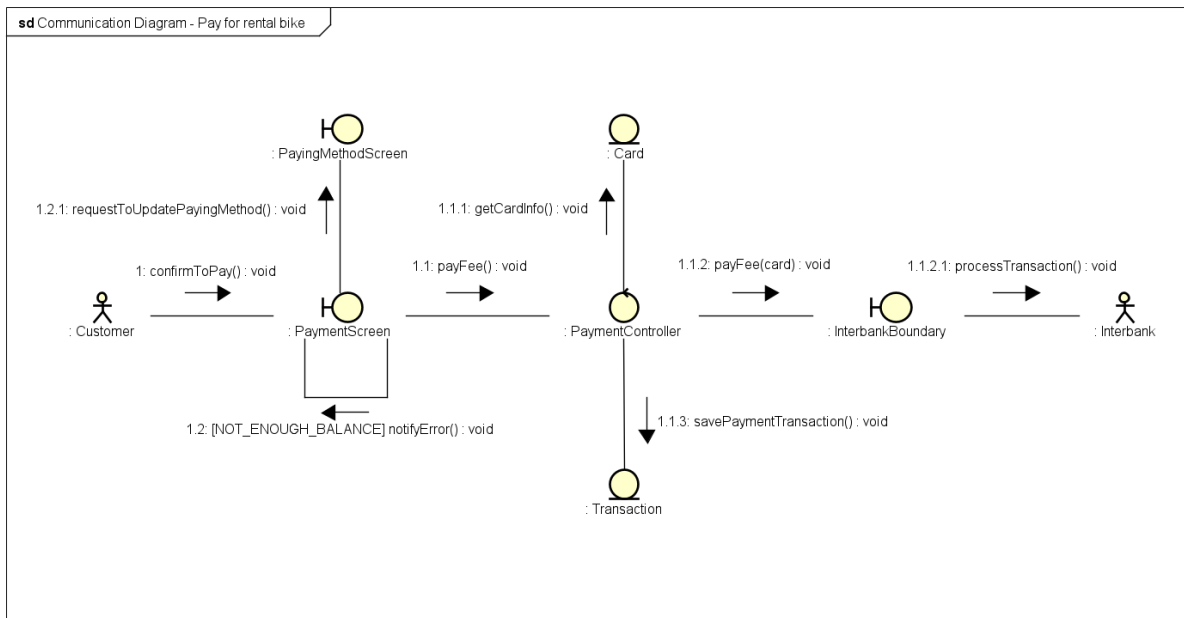 sd Communication Diagram - Pay for rental bike
: PayingMethodScreen
: Card
1.2.1: requestToUpdatePayingMethod() : void
1.1.1: getCardInfo() : void
1: confirmToPay() : void
1.1: payFee() : void
1.1.2: payFee(card) : void
1.1.2.1: processTransaction() : void
: Customer
: PaymentScreen
: PaymentController
: InterbankBoundary
: Interbank
1.2: [NOT_ENOUGH_BALANCE] notifyError() : void
1.1.3: savePaymentTransaction() : void
: Transaction